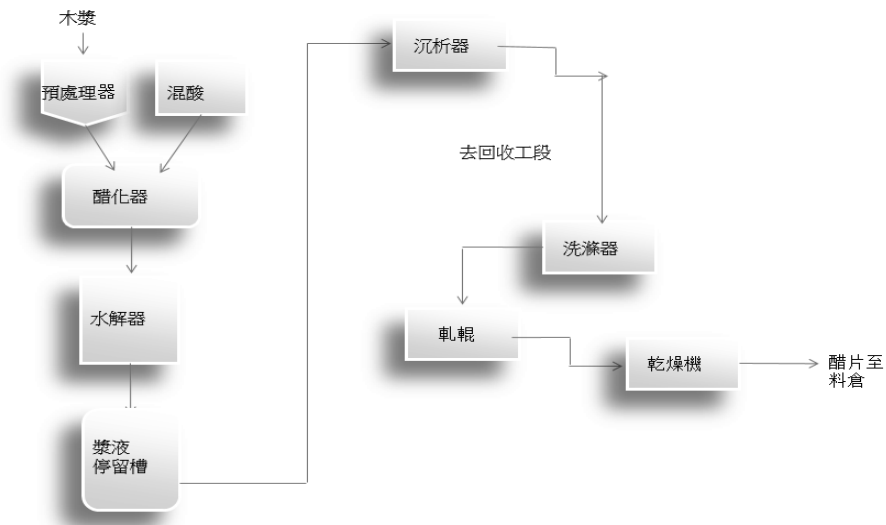 木漿
預處理器
混酸
醋化器
水解器
漿液
停留槽
沉析器
去回收工段
洗滌器
軋輥
乾燥機
醋片至
料倉